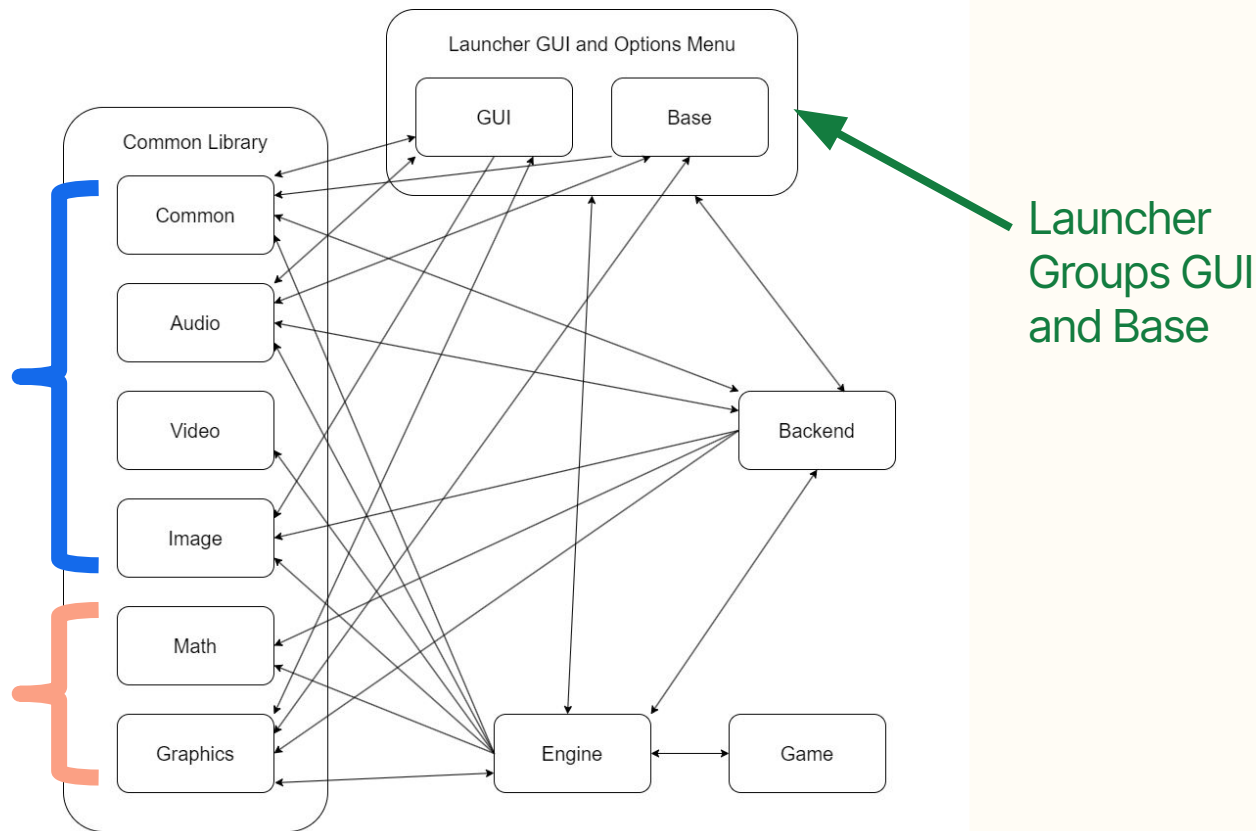 Launcher GUI and Options Menu
GUI
Base
Common Library
Common
Audio
Video
Image
Math
Graphics
Backend
Engine
Game
Launcher
Groups GUI
and Base